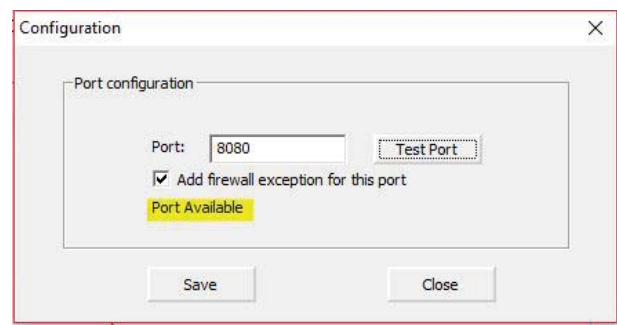 Configuration
Port configuration
Port: 8080 Test Port
Add firewall exception for this port
Port Available
Save Close